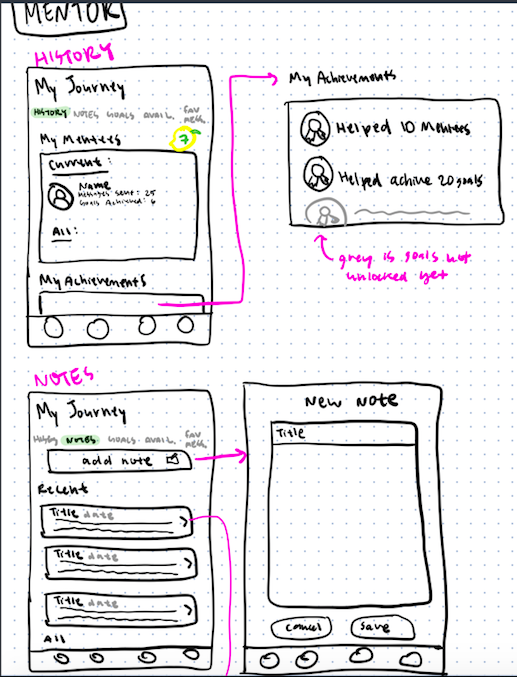 MENTOR
HISTORY
My Journey
HISTORY NOTES GOALS AVAIL. FAV MESS.
My Mentees
7
Current:
Name
Messages sent: 25
Goals Achieved: 6
All:
My Achievements
My Achievements
Helped 10 Mentees
Helped achive 20 goals
grey is goals not
unlocked yet
NOTES
My Journey
NOTES GOALS AVAIL. FAV MESS.
add note
Recent
Title date
Title date
Title date
All
New Note
Title
Cancel
Save